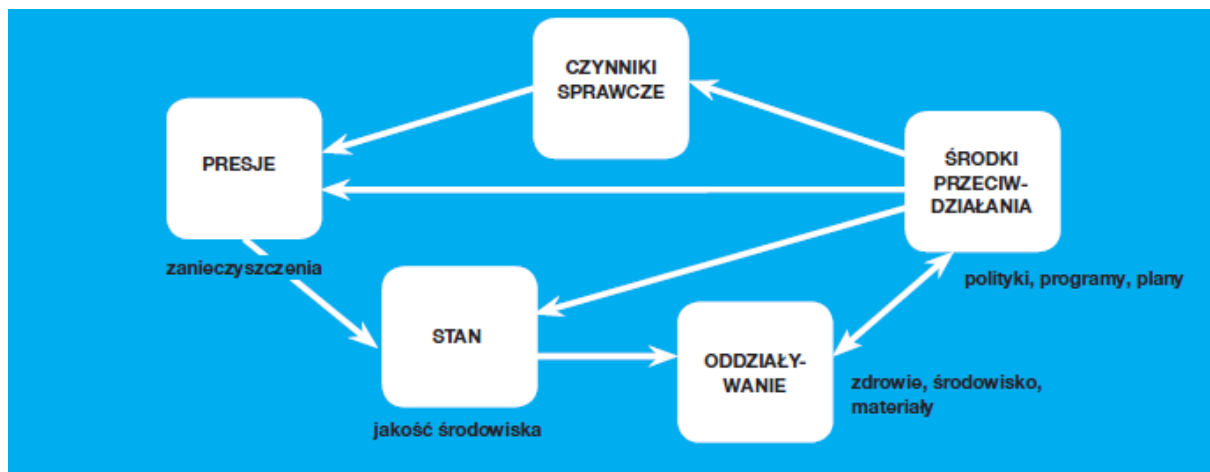 CZYNNIKI
SPRAWCZE
PRESJE
ŚRODKI
PRZECIW-
DZIAŁANIA
zanieczyszczenia
polityki, programy, plany
STAN
ODDZIAŁY-
WANIE
zdrowie, środowisko,
materiały
jakość środowiska